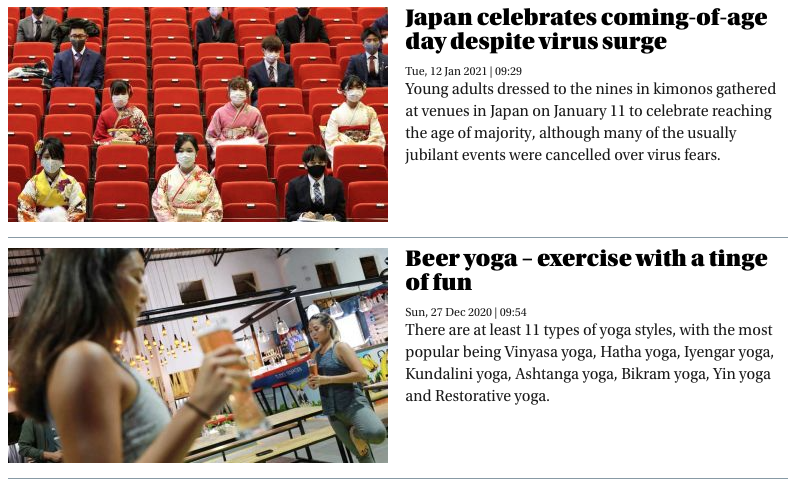 Japan celebrates coming-of-age
day despite virus surge
Tue, 12 Jan 2021 | 09:29
Young adults dressed to the nines in kimonos gathered
at venues in Japan on January 11 to celebrate reaching
the age of majority, although many of the usually
jubilant events were cancelled over virus fears.
Beer yoga – exercise with a tinge
of fun
Sun, 27 Dec 2020 | 09:54
There are at least 11 types of yoga styles, with the most
popular being Vinyasa yoga, Hatha yoga, Iyengar yoga,
Kundalini yoga, Ashtanga yoga, Bikram yoga, Yin yoga
and Restorative yoga.